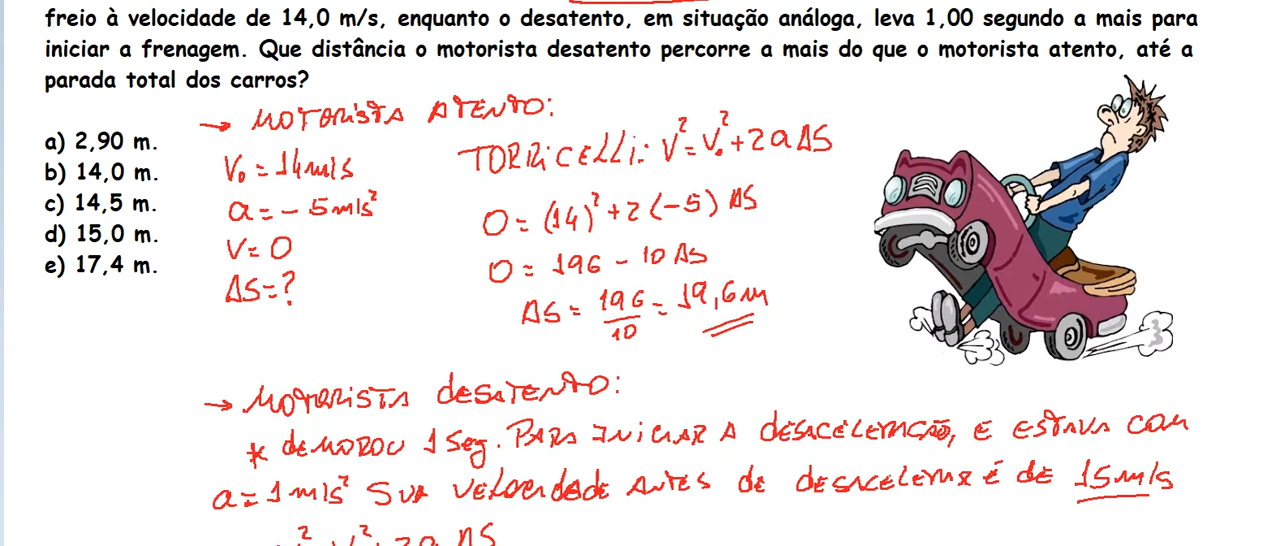 freio à velocidade de 14,0 m/s, enquanto o desatento, em situação análoga, leva 1,00 segundo a mais para
iniciar a frenagem. Que distância o motorista desatento percorre a mais do que o motorista atento, até a
parada total dos carros?
a) 2,90 m.
b) 14,0 m.
c) 14,5 m.
d) 15,0 m.
e) 17,4 m.
→ MOTORISTA ATENTO:
V₀ = 14 m/s
a = - 5 m/s²
V = 0
ΔS = ?
TORRICELLI: V² = V₀² + 2 a ΔS
0 = (14)² + 2 (-5) ΔS
0 = 196 - 10 ΔS
ΔS = 196/10 = 19,6 m
→ MOTORISTA DESATENTO:
* DEMOROU 1 Seg. PARA INICIAR A DESACELERAÇÃO, E ESTAVA COM
a = 1 m/s² SUA VELOCIDADE ANTES DE DESACELERAR É DE 15 m/s